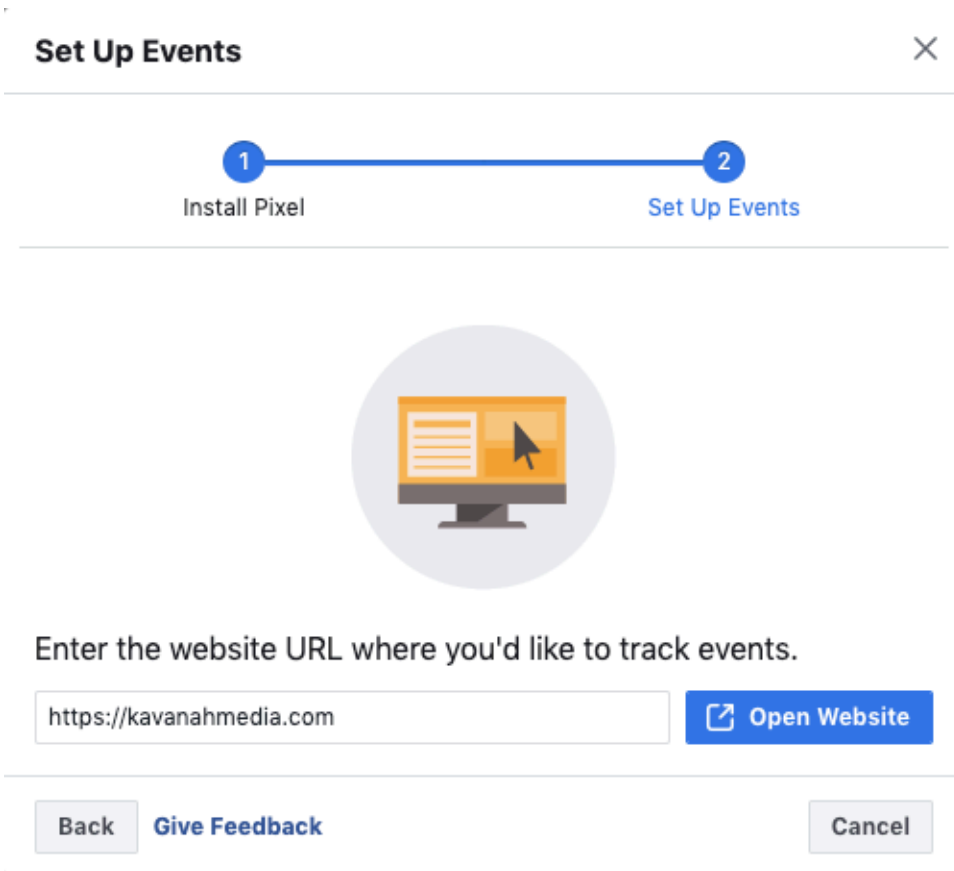 Set Up Events
1
2
Install Pixel
Set Up Events
Enter the website URL where you'd like to track events.
https://kavanahmedia.com
Open Website
Back
Give Feedback
Cancel